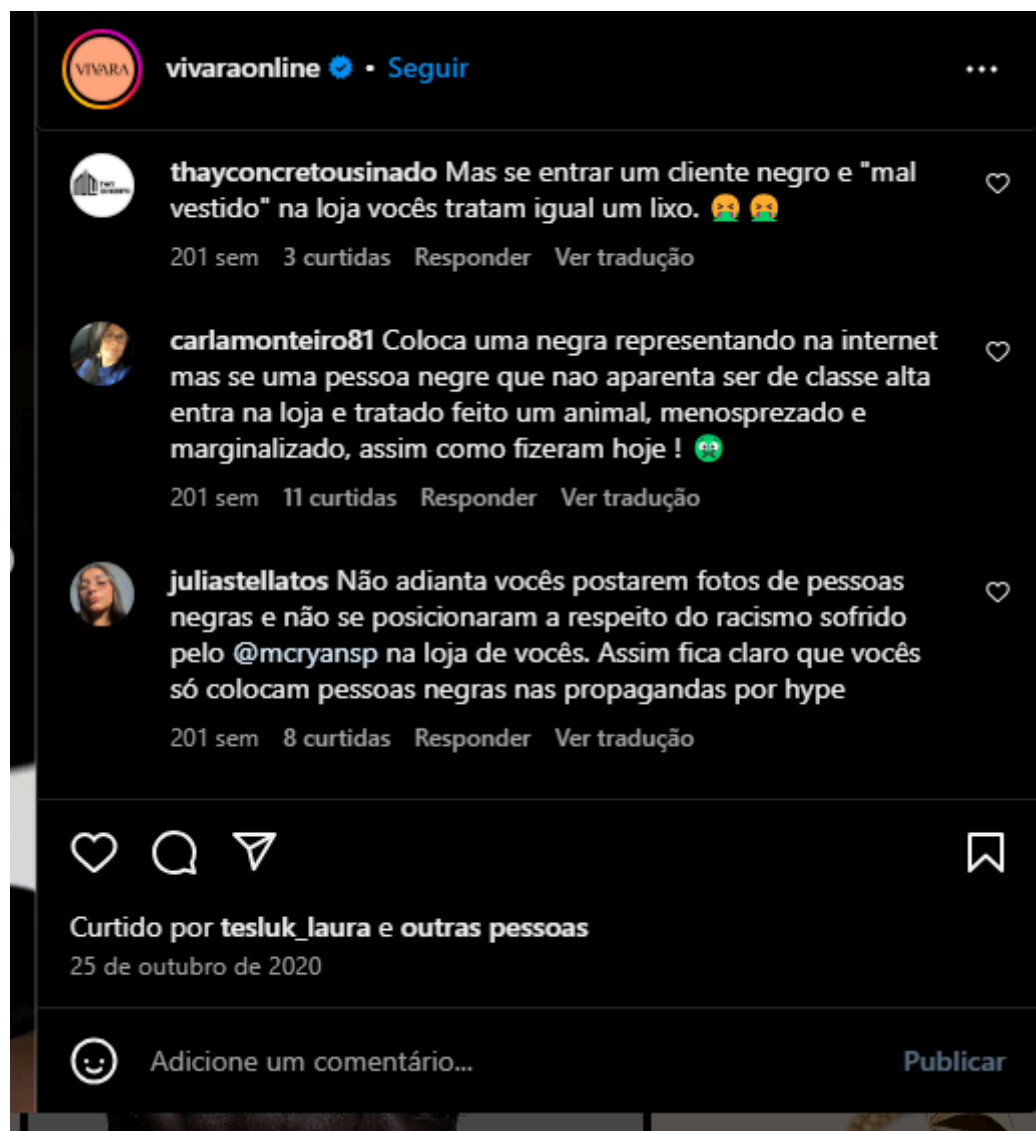 VIVARA
vivaraonline • Seguir
thayconcretousinado Mas se entrar um cliente negro e "mal
vestido" na loja vocês tratam igual um lixo. 🤮 🤮
201 sem 3 curtidas Responder Ver tradução
carlamonteiro81 Coloca uma negra representando na internet
mas se uma pessoa negre que nao aparenta ser de classe alta
entra na loja e tratado feito um animal, menosprezado e
marginalizado, assim como fizeram hoje ! 🤢
201 sem 11 curtidas Responder Ver tradução
juliastellatos Não adianta vocês postarem fotos de pessoas
negras e não se posicionaram a respeito do racismo sofrido
pelo @mcryansp na loja de vocês. Assim fica claro que vocês
só colocam pessoas negras nas propagandas por hype
201 sem 8 curtidas Responder Ver tradução
Curtido por tesluk_laura e outras pessoas
25 de outubro de 2020
Adicione um comentário... Publicar